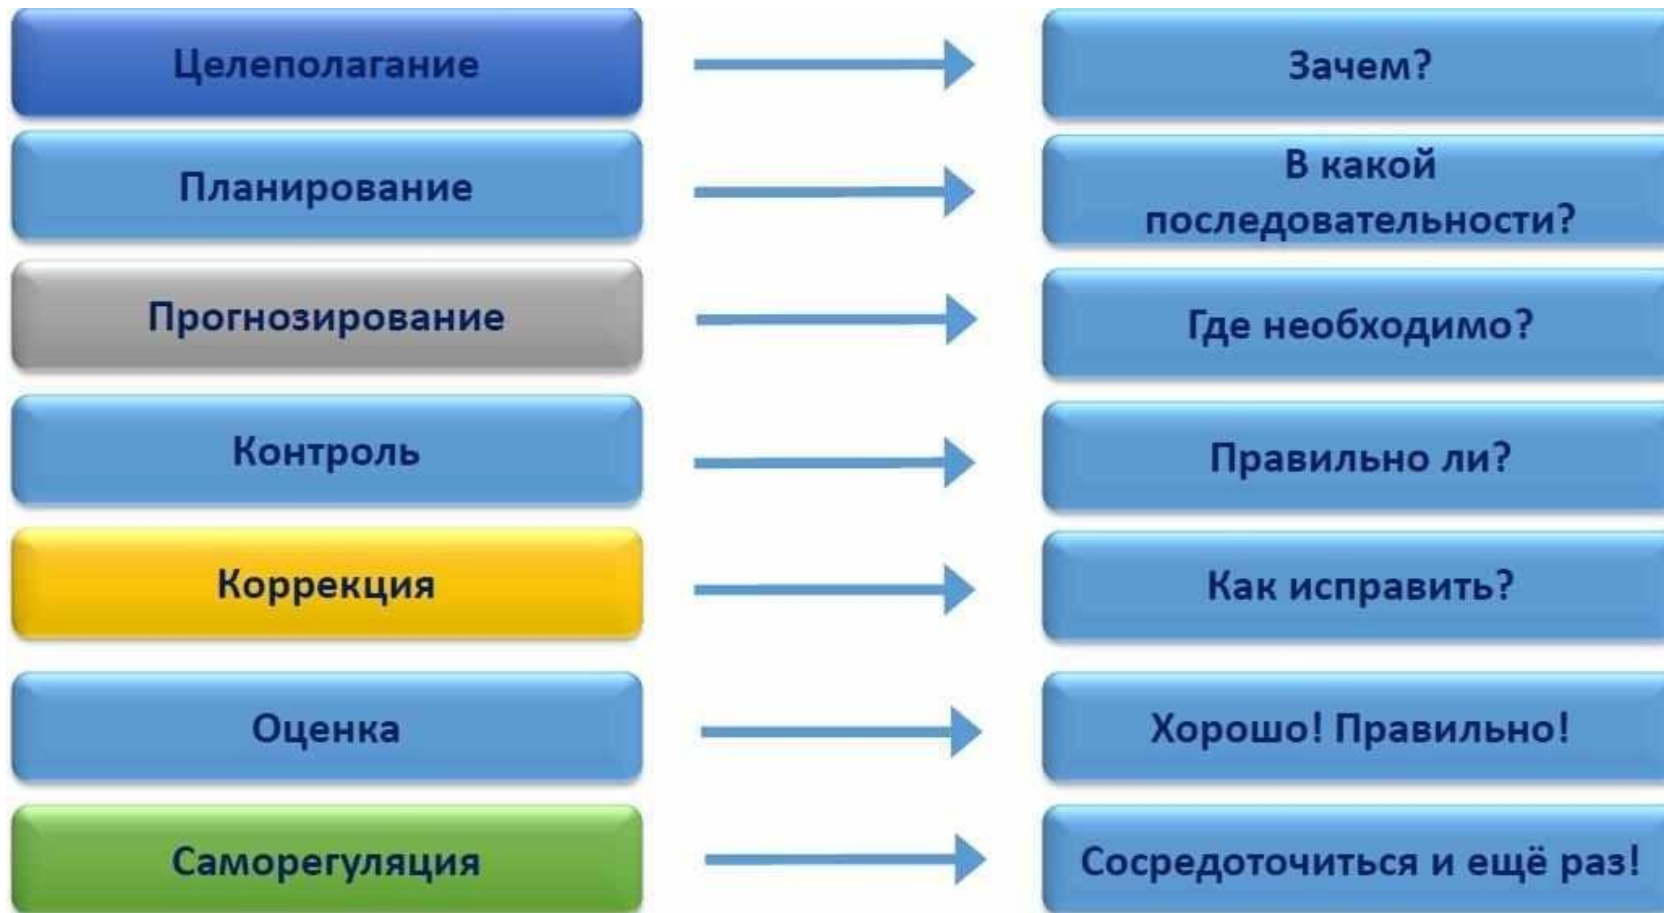 Целеполагание
Зачем?
Планирование
В какой
последовательности?
Прогнозирование
Где необходимо?
Контроль
Правильно ли?
Коррекция
Как исправить?
Оценка
Хорошо! Правильно!
Саморегуляция
Сосредоточиться и ещё раз!